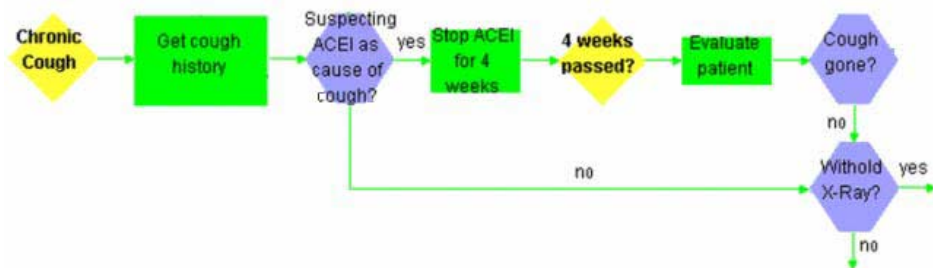 Chronic
Cough
Get cough
history
Suspecting
ACEI as
cause of
cough?
yes
Stop ACEI
for 4
weeks
4 weeks
passed?
Evaluate
patient
Cough
gone?
no
no
Withold
X-Ray?
yes
no